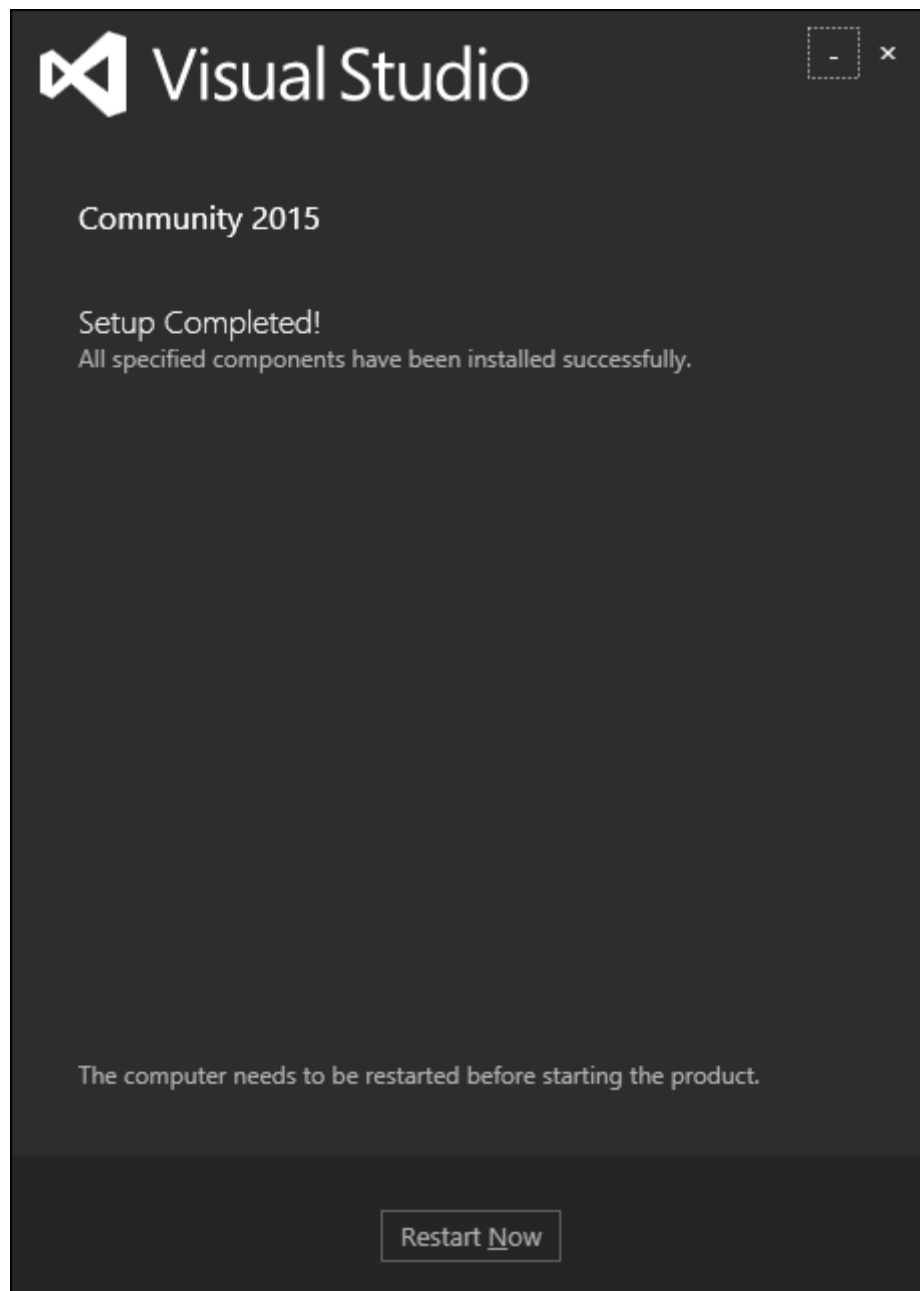 Visual Studio
Community 2015
Setup Completed!
All specified components have been installed successfully.
The computer needs to be restarted before starting the product.
Restart Now